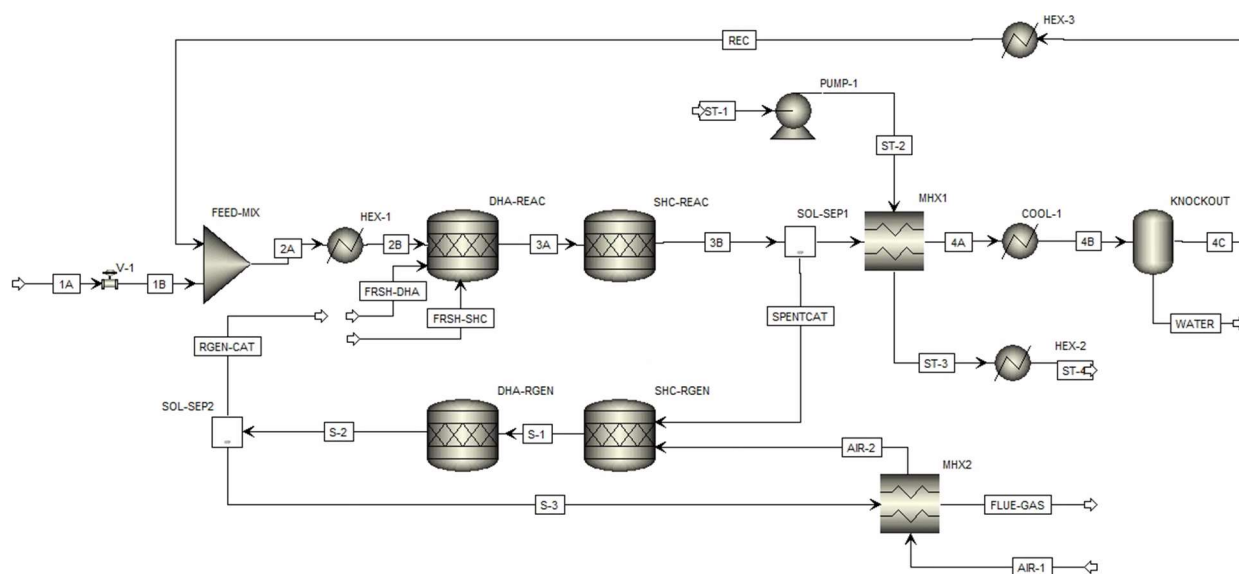 HEX-3
REC
PUMP-1
ST-1
ST-2
FEED-MIX
HEX-1
DHA-REAC
SHC-REAC
SOL-SEP1
MHX1
COOL-1
KNOCKOUT
2A
2B
3A
3B
4A
4B
4C
1A
V-1
1B
FRSH-DHA
FRSH-SHC
SPENTCAT
WATER
RGEN-CAT
ST-3
HEX-2
ST-4
SOL-SEP2
DHA-RGEN
SHC-RGEN
S-2
S-1
AIR-2
MHX2
S-3
FLUE-GAS
AIR-1